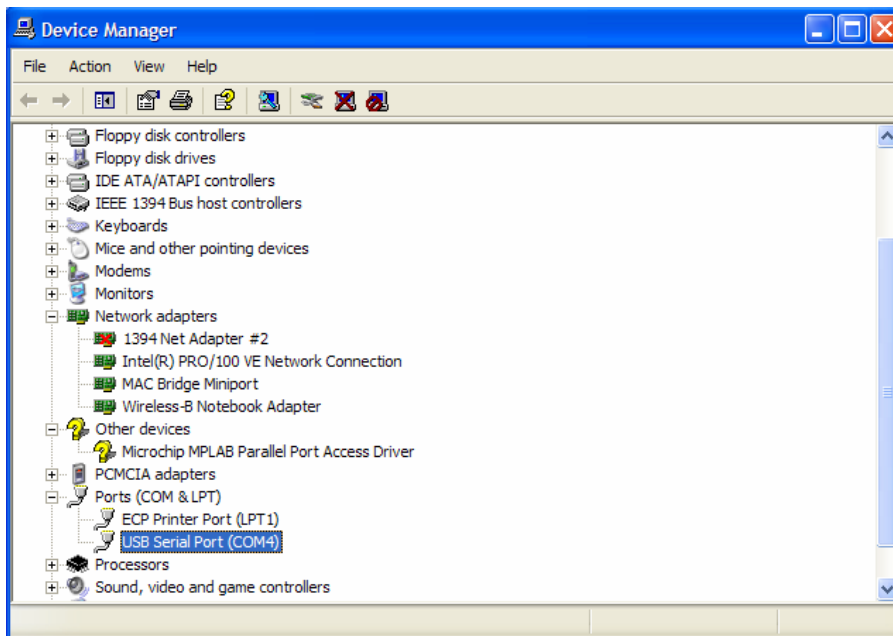 Device Manager
File Action View Help
Floppy disk controllers
Floppy disk drives
IDE ATA/ATAPI controllers
IEEE 1394 Bus host controllers
Keyboards
Mice and other pointing devices
Modems
Monitors
Network adapters
1394 Net Adapter #2
Intel(R) PRO/100 VE Network Connection
MAC Bridge Miniport
Wireless-B Notebook Adapter
Other devices
Microchip MPLAB Parallel Port Access Driver
PCMCIA adapters
Ports (COM & LPT)
ECP Printer Port (LPT1)
USB Serial Port (COM4)
Processors
Sound, video and game controllers